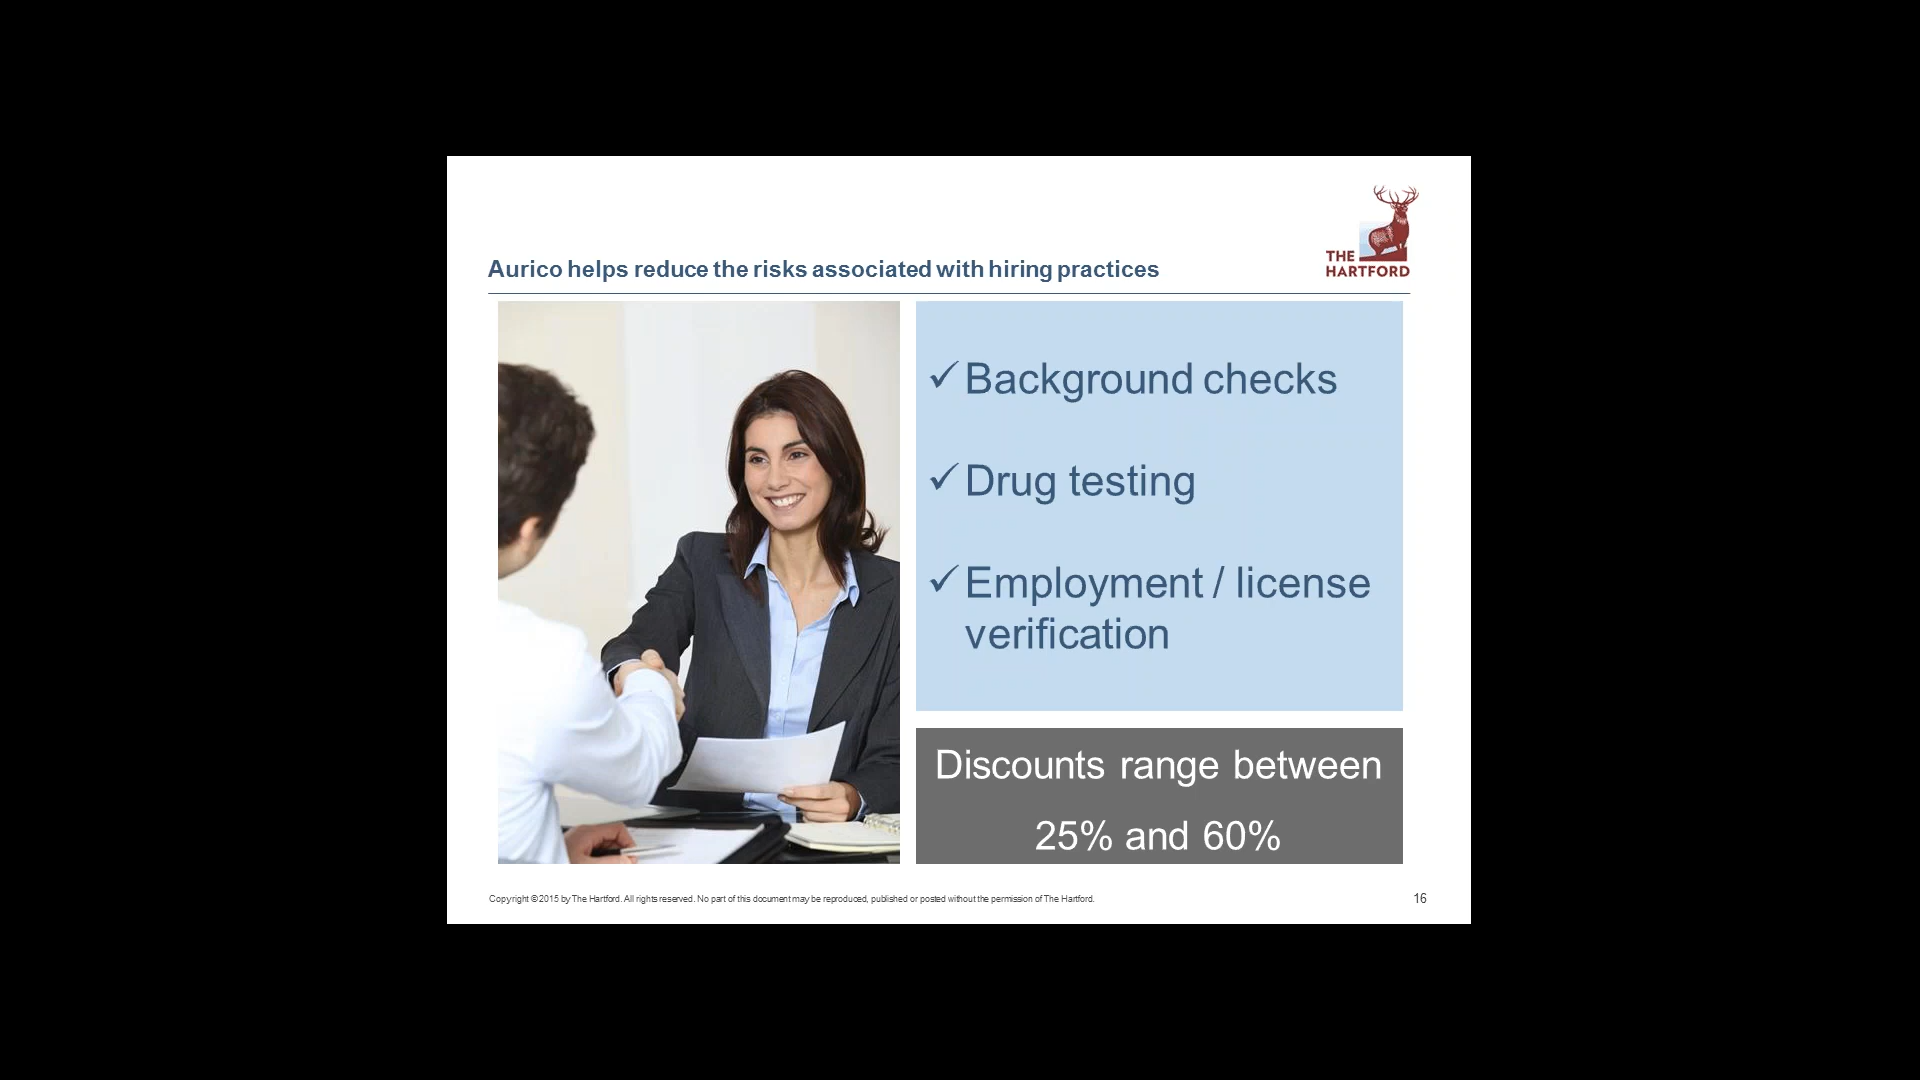 THE
HARTFORD
Aurico helps reduce the risks associated with hiring practices
✓ Background checks
✓ Drug testing
✓ Employment / license
verification
Discounts range between
25% and 60%
Copyright © 2015 by The Hartford. All rights reserved. No part of this document may be reproduced, published or posted without the permission of The Hartford.
16